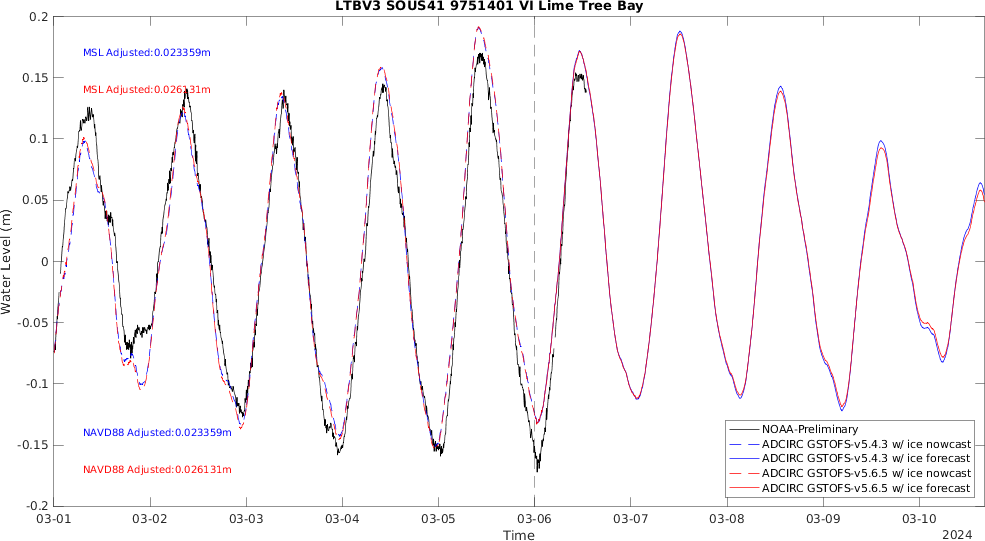 LTBV3 SOUS41 9751401 VI Lime Tree Bay
0.2
0.15
0.1
0.05
0
-0.05
-0.1
-0.15
-0.2
Water Level (m)
MSL Adjusted:0.023359m
MSL Adjusted:0.026131m
NAVD88 Adjusted:0.023359m
NAVD88 Adjusted:0.026131m
NOAA-Preliminary
ADCIRC GSTOFS-v5.4.3 w/ ice nowcast
ADCIRC GSTOFS-v5.4.3 w/ ice forecast
ADCIRC GSTOFS-v5.6.5 w/ ice nowcast
ADCIRC GSTOFS-v5.6.5 w/ ice forecast
03-01 03-02 03-03 03-04 03-05 03-06 03-07 03-08 03-09 03-10
Time
2024